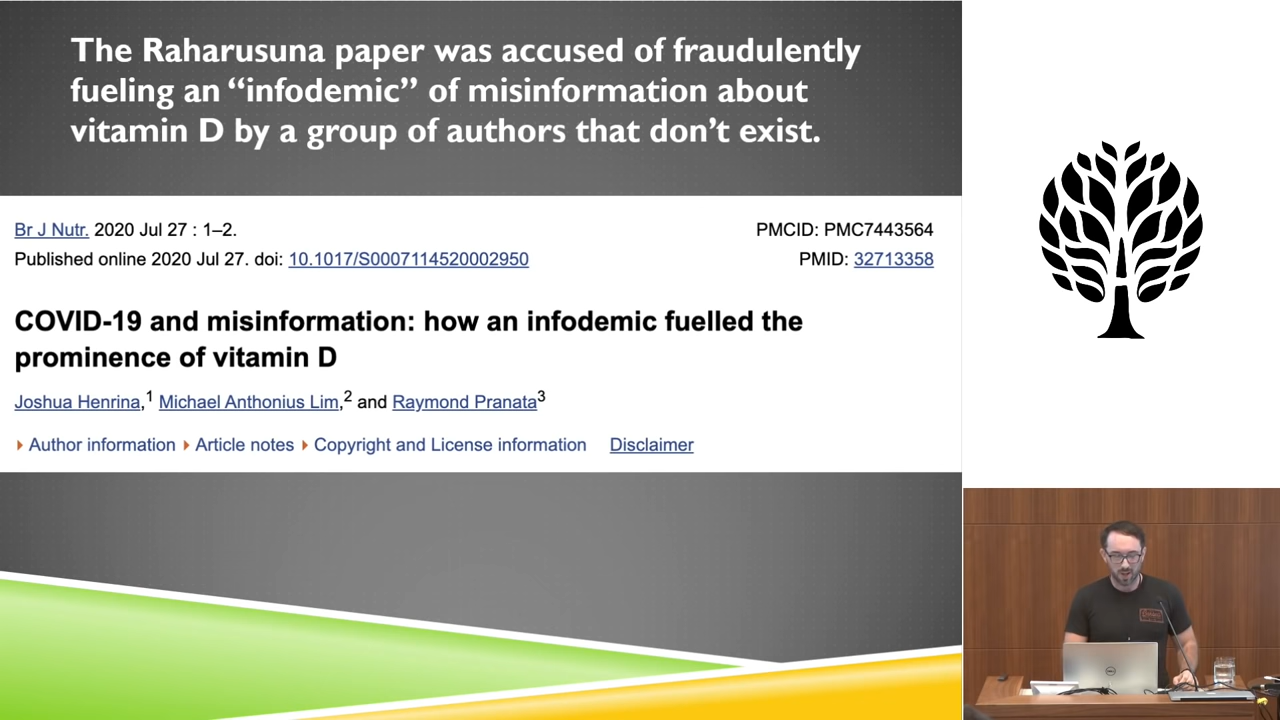 The Raharusuna paper was accused of fraudulently
fueling an “infodemic” of misinformation about
vitamin D by a group of authors that don’t exist.
Br J Nutr. 2020 Jul 27 : 1–2.
PMCID: PMC7443564
Published online 2020 Jul 27. doi: 10.1017/S0007114520002950
PMID: 32713358
COVID-19 and misinformation: how an infodemic fuelled the
prominence of vitamin D
Joshua Henrina,1 Michael Anthonius Lim,2 and Raymond Pranata3
Author information Article notes Copyright and License information Disclaimer